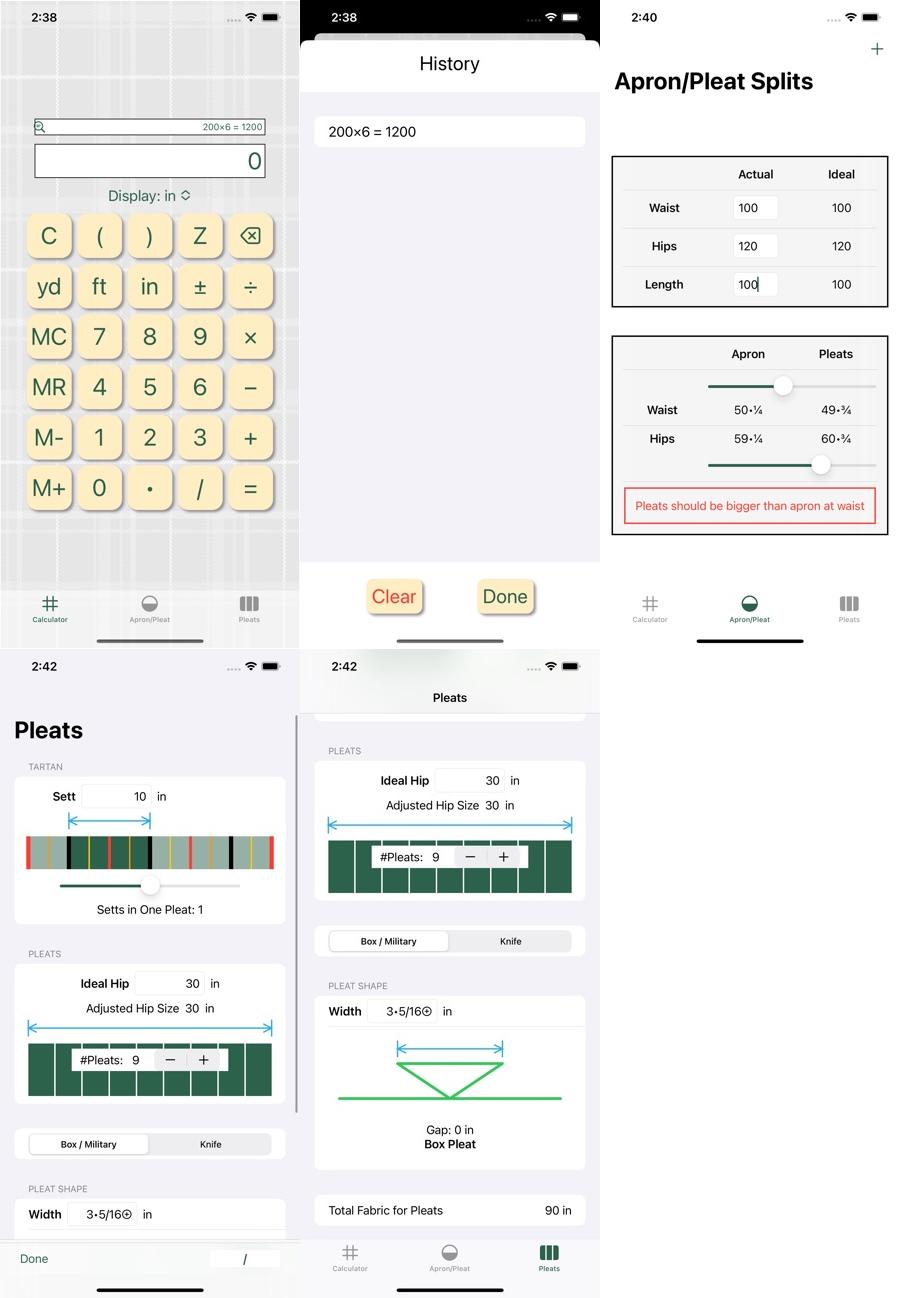 2:38
200×6 = 1200
0
Display: in
C ( ) Z
yd ft in ± ÷
MC 7 8 9 ×
MR 4 5 6 −
M- 1 2 3 +
M+ 0 • / =
Calculator Apron/Pleat Pleats
2:38
History
200×6 = 1200
Clear Done
2:40
+
Apron/Pleat Splits
Actual Ideal
Waist 100 100
Hips 120 120
Length 100 100
Apron Pleats
Waist 50•¼ 49•¾
Hips 59•¼ 60•¾
Pleats should be bigger than apron at waist
Calculator Apron/Pleat Pleats
2:42
Pleats
TARTAN
Sett 10 in
Setts in One Pleat: 1
PLEATS
Ideal Hip 30 in
Adjusted Hip Size 30 in
#Pleats: 9 − +
Box / Military Knife
PLEAT SHAPE
Width 3•5/16⊕ in
Done /
2:42
Pleats
PLEATS
Ideal Hip 30 in
Adjusted Hip Size 30 in
#Pleats: 9 − +
Box / Military Knife
PLEAT SHAPE
Width 3•5/16⊕ in
Gap: 0 in
Box Pleat
Total Fabric for Pleats 90 in
Calculator Apron/Pleat Pleats